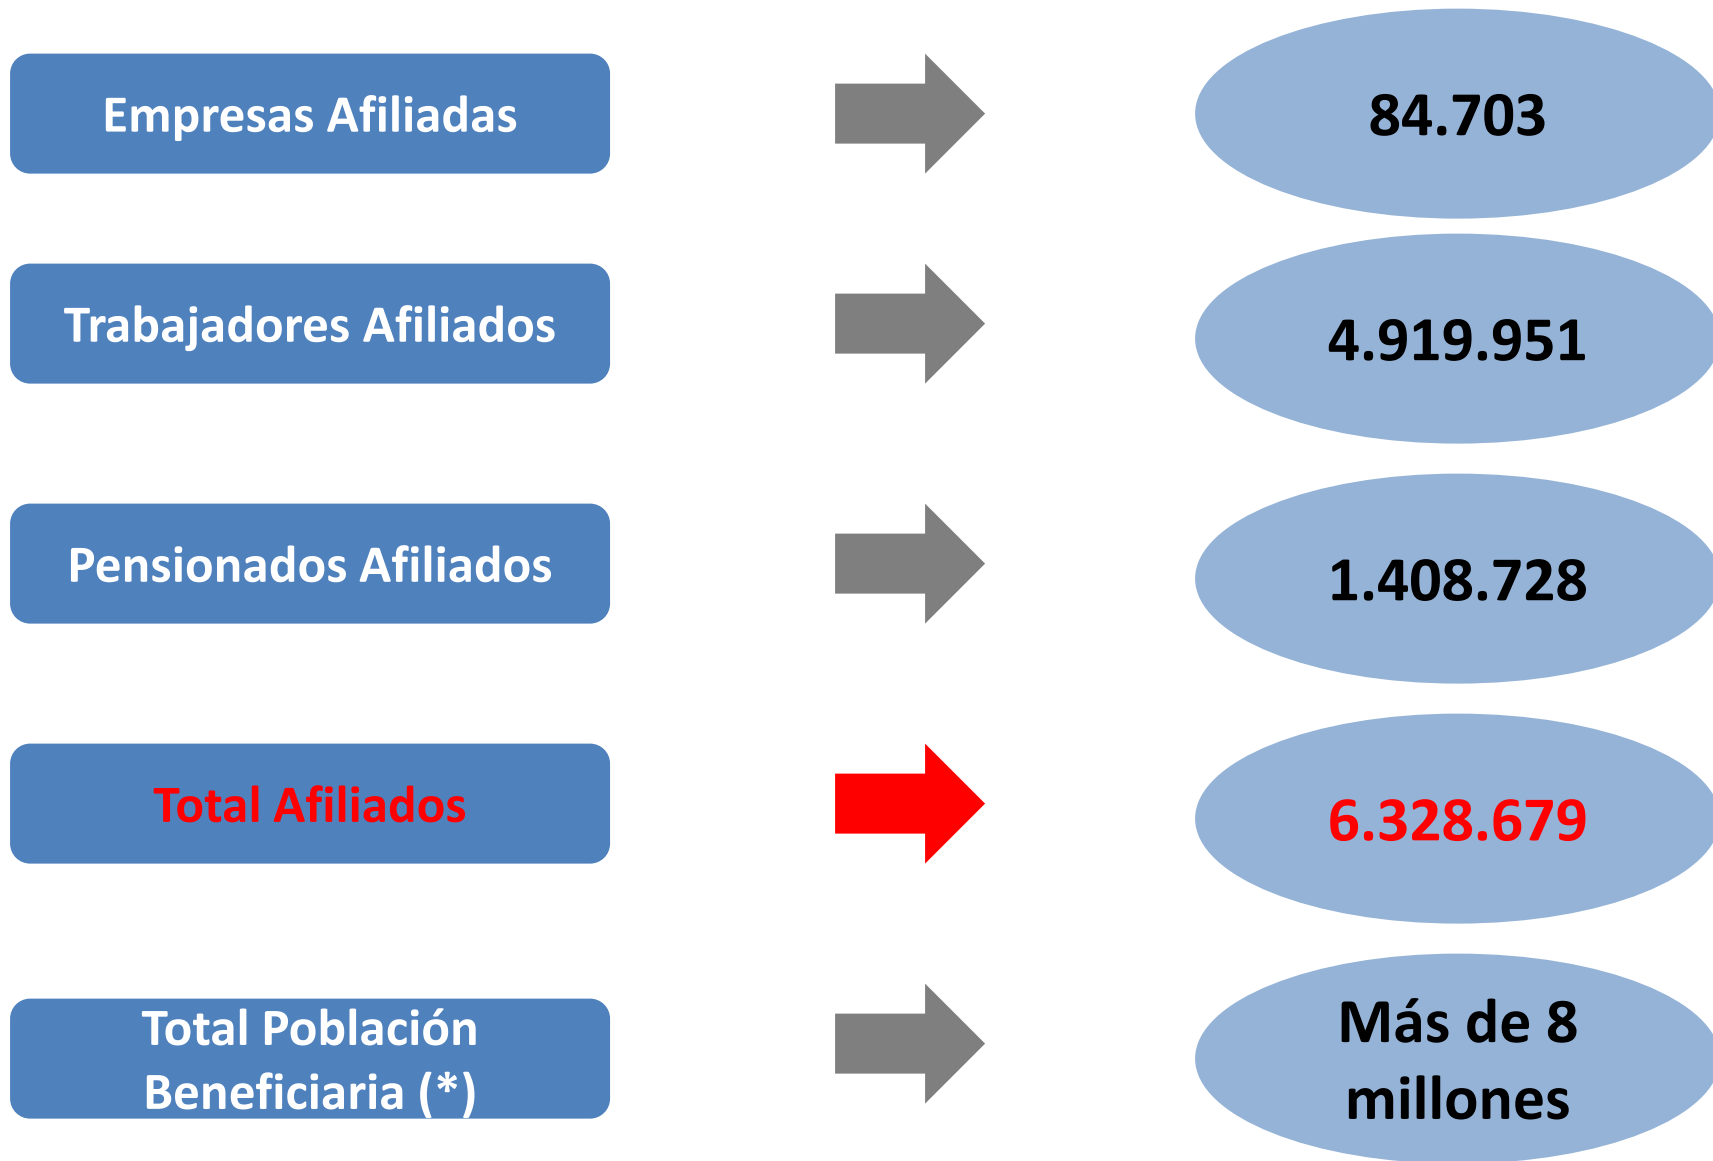 Empresas Afiliadas
84.703
Trabajadores Afiliados
4.919.951
Pensionados Afiliados
1.408.728
Total Afiliados
6.328.679
Total Población
Beneficiaria (*)
Más de 8
millones